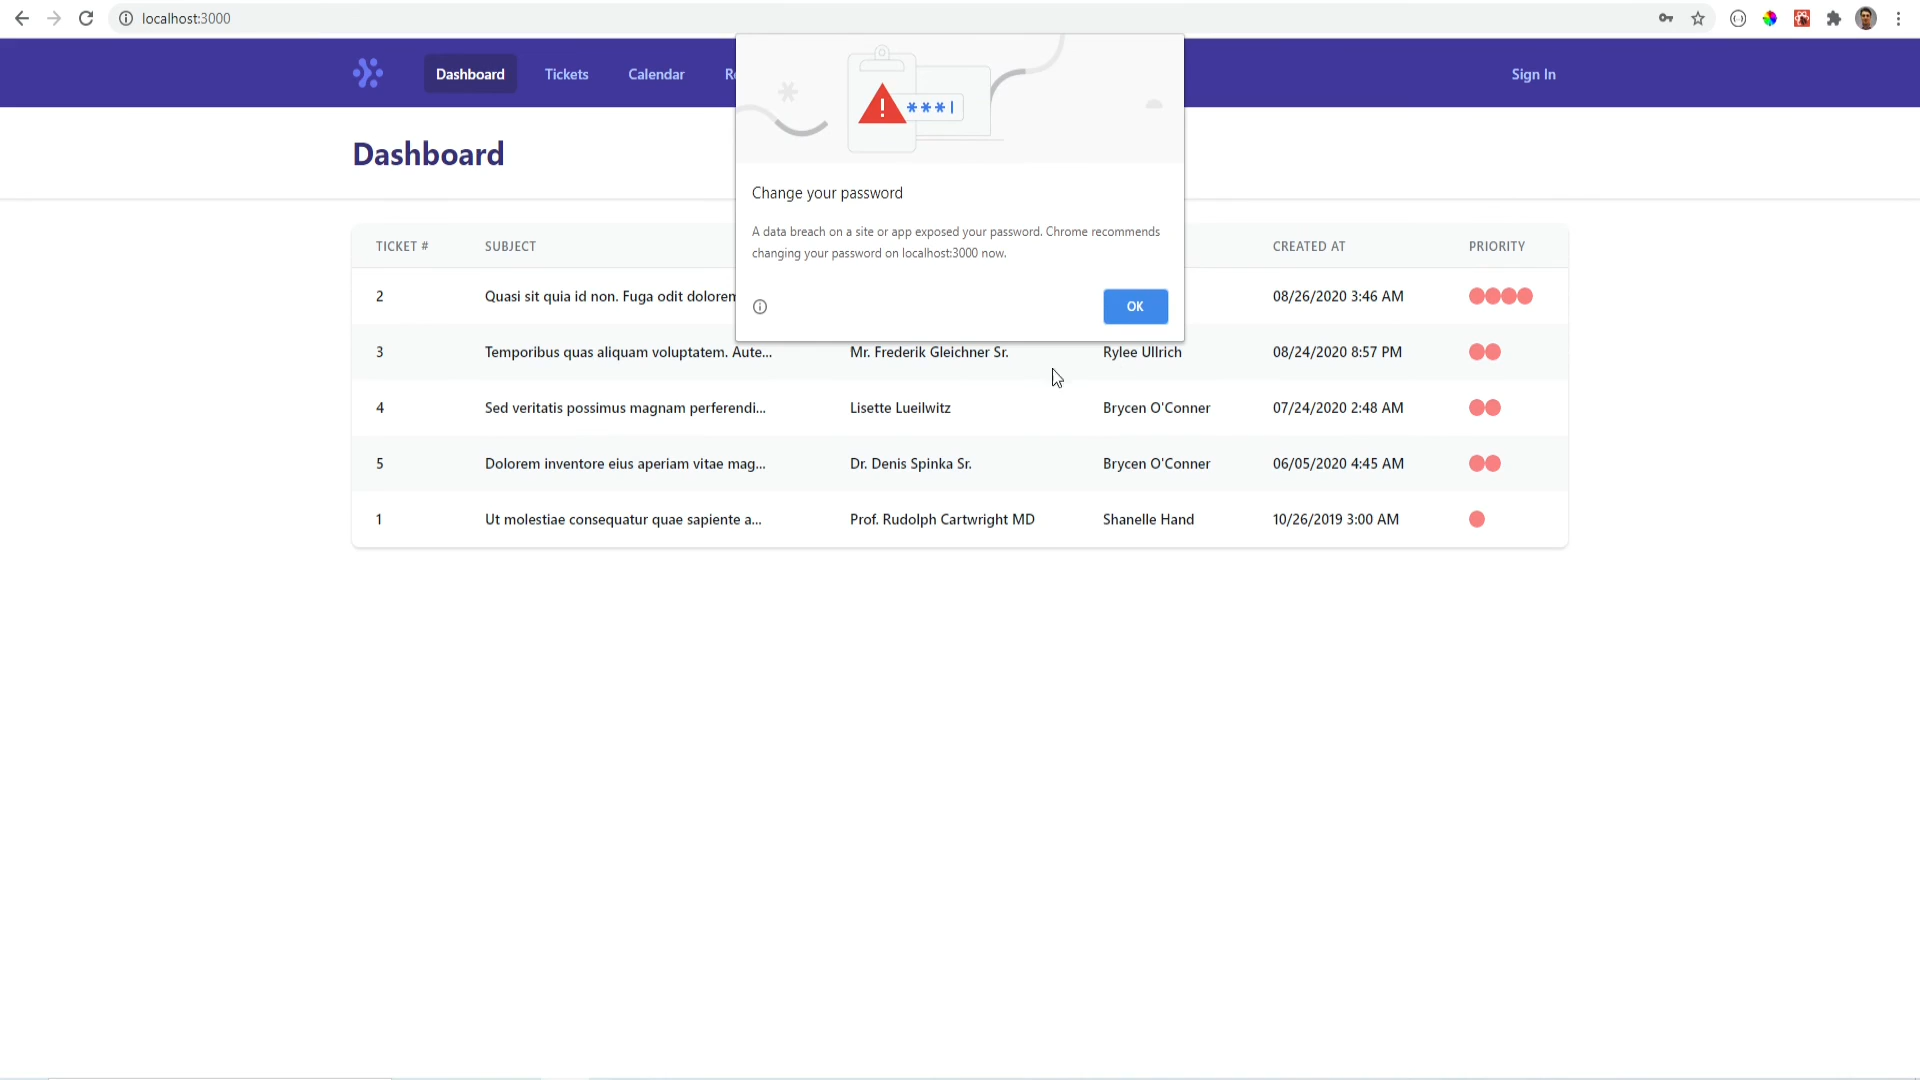 localhost:3000
Dashboard Tickets Calendar Sign In
Dashboard
***|
Change your password
A data breach on a site or app exposed your password. Chrome recommends
changing your password on localhost:3000 now.
OK
TICKET # SUBJECT CREATED AT PRIORITY
2 Quasi sit quia id non. Fuga odit 08/26/2020 3:46 AM
3 Temporibus quas aliquam voluptatem. Aute... Mr. Frederik Gleichner Sr. Rylee Ullrich 08/24/2020 8:57 PM
4 Sed veritatis possimus magnam perferendi... Lisette Lueilwitz Brycen O'Conner 07/24/2020 2:48 AM
5 Dolorem inventore eius aperiam vitae mag... Dr. Denis Spinka Sr. Brycen O'Conner 06/05/2020 4:45 AM
1 Ut molestiae consequatur quae sapiente a... Prof. Rudolph Cartwright MD Shanelle Hand 10/26/2019 3:00 AM